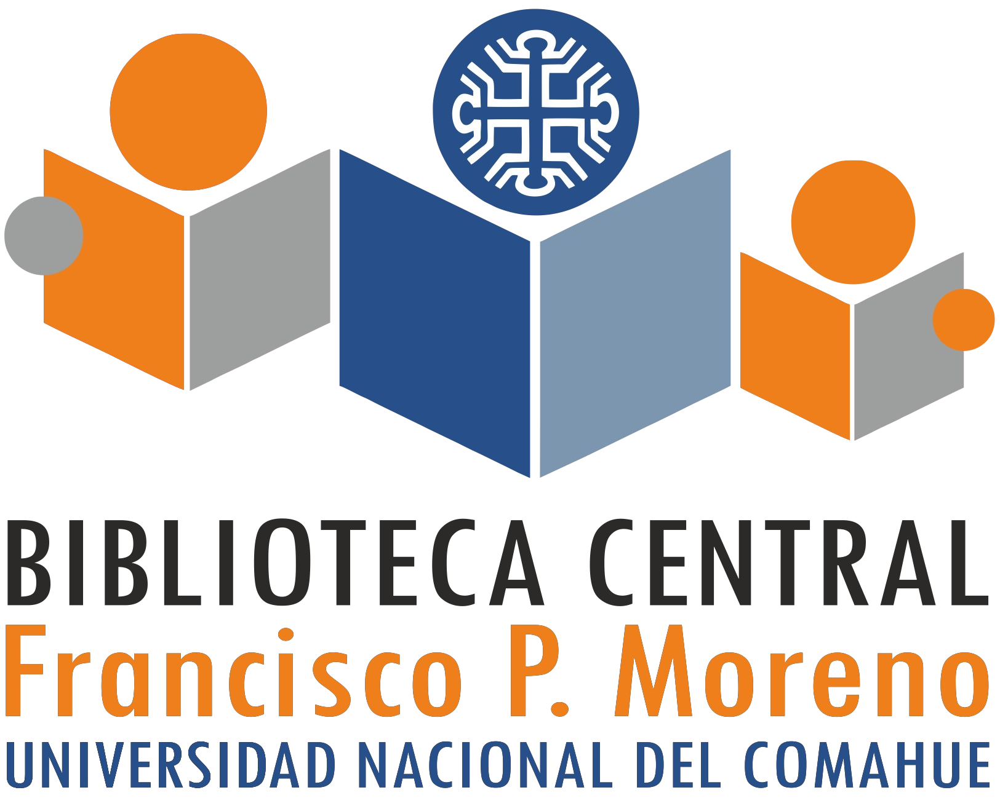 BIBLIOTECA CENTRAL
Francisco P. Moreno
UNIVERSIDAD NACIONAL DEL COMAHUE